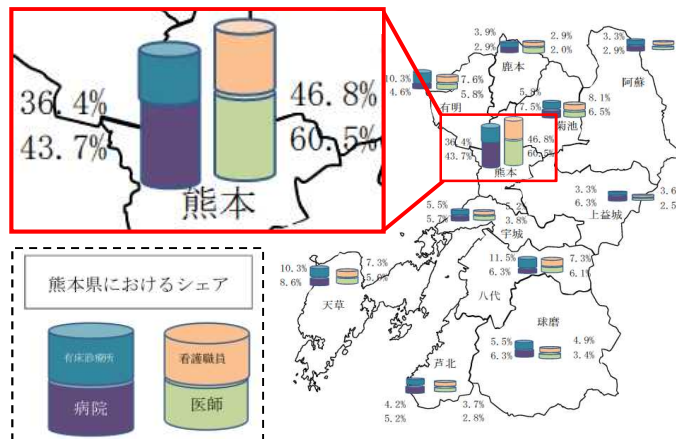 36.4%
43.7%
46.8%
60.5%
熊本
3.9%
2.9%
2.9%
2.0%
鹿本
3.3%
2.9%
阿蘇
10.3%
4.6%
7.6%
5.8%
有明
7.5%
8.1%
6.5%
菊池
36.4%
43.7%
46.8%
60.5%
熊本
3.3%
6.3%
3.6
2.5
上益城
5.5%
5.7%
5.2%
3.8%
宇城
10.3%
8.6%
7.3%
天草
11.5%
6.3%
7.3%
6.1%
八代
球磨
5.5%
6.3%
4.9%
3.4%
芦北
4.2%
5.2%
3.7%
2.8%
熊本県におけるシェア
有床診療所
病院
看護職員
医師